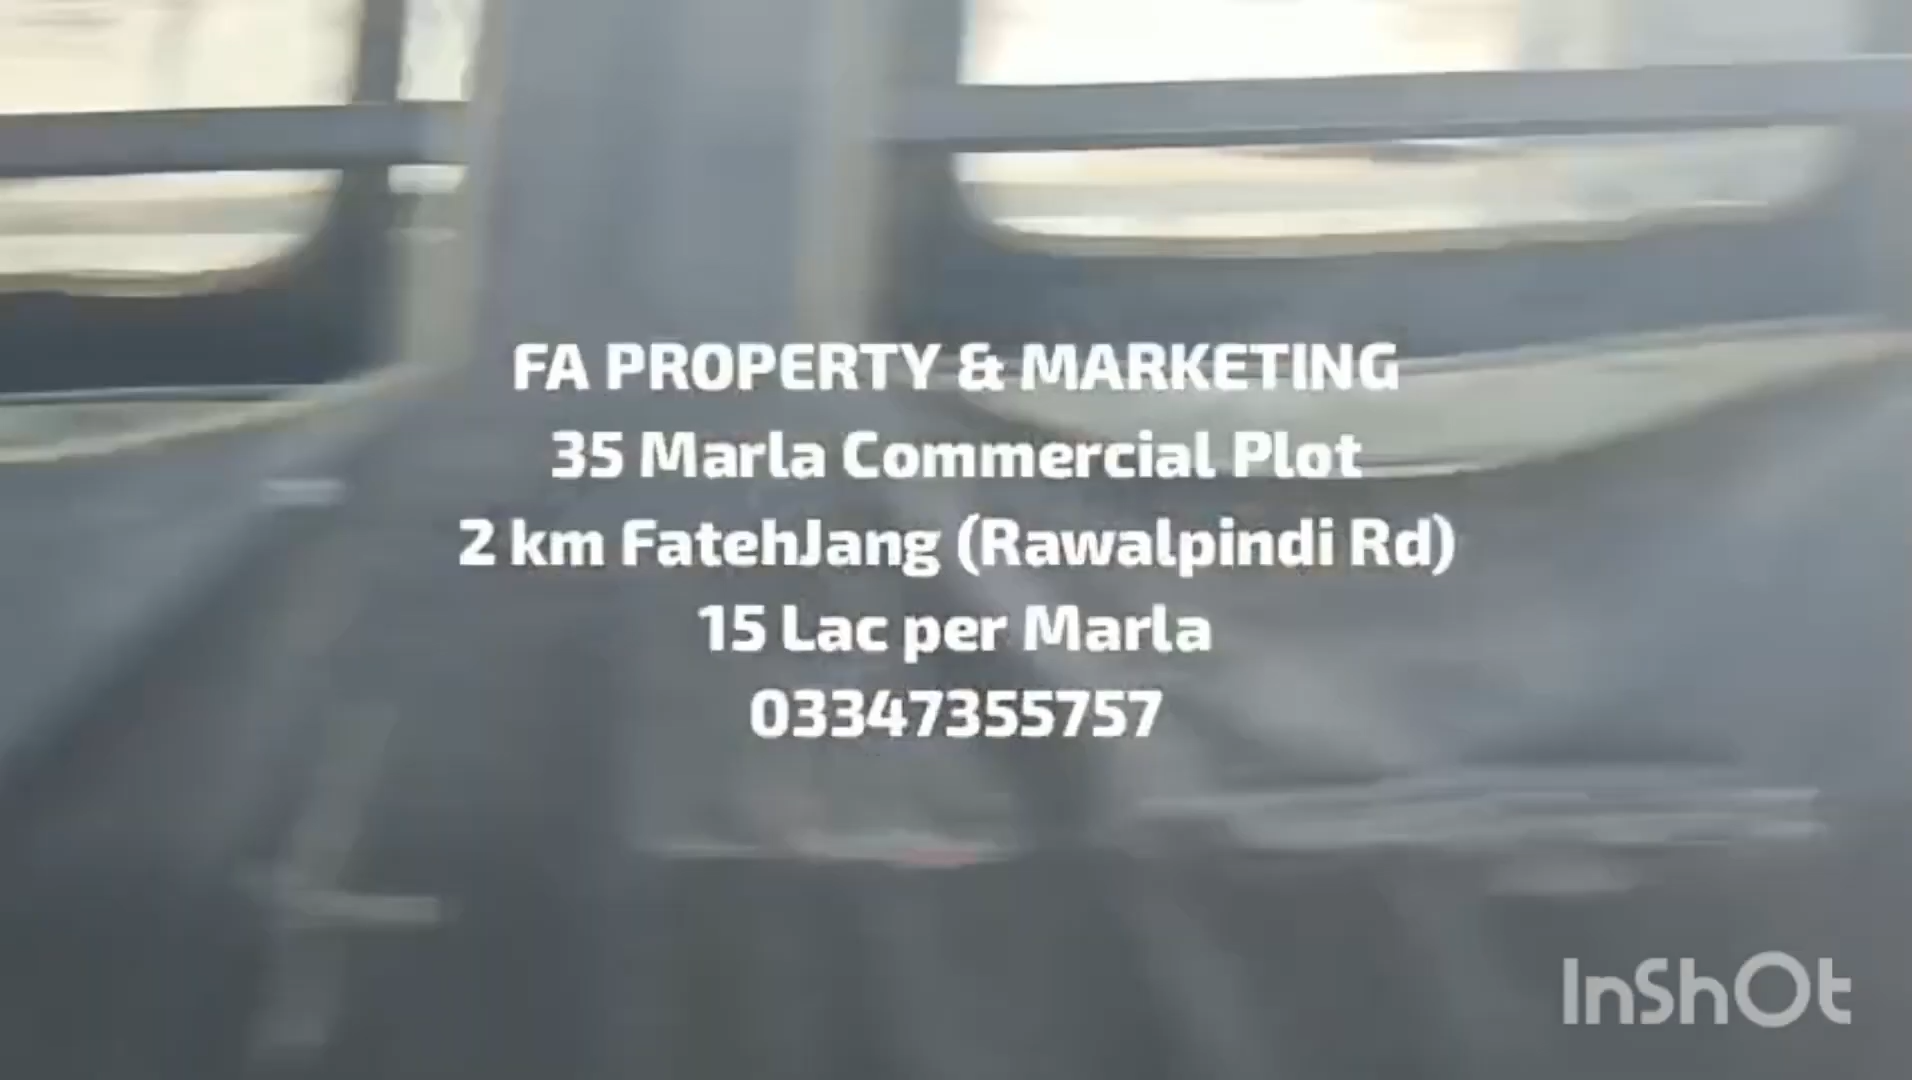 FA PROPERTY & MARKETING
35 Marla Commercial Plot
2 km FatehJang (Rawalpindi Rd)
15 Lac per Marla
03347355757
InShOt